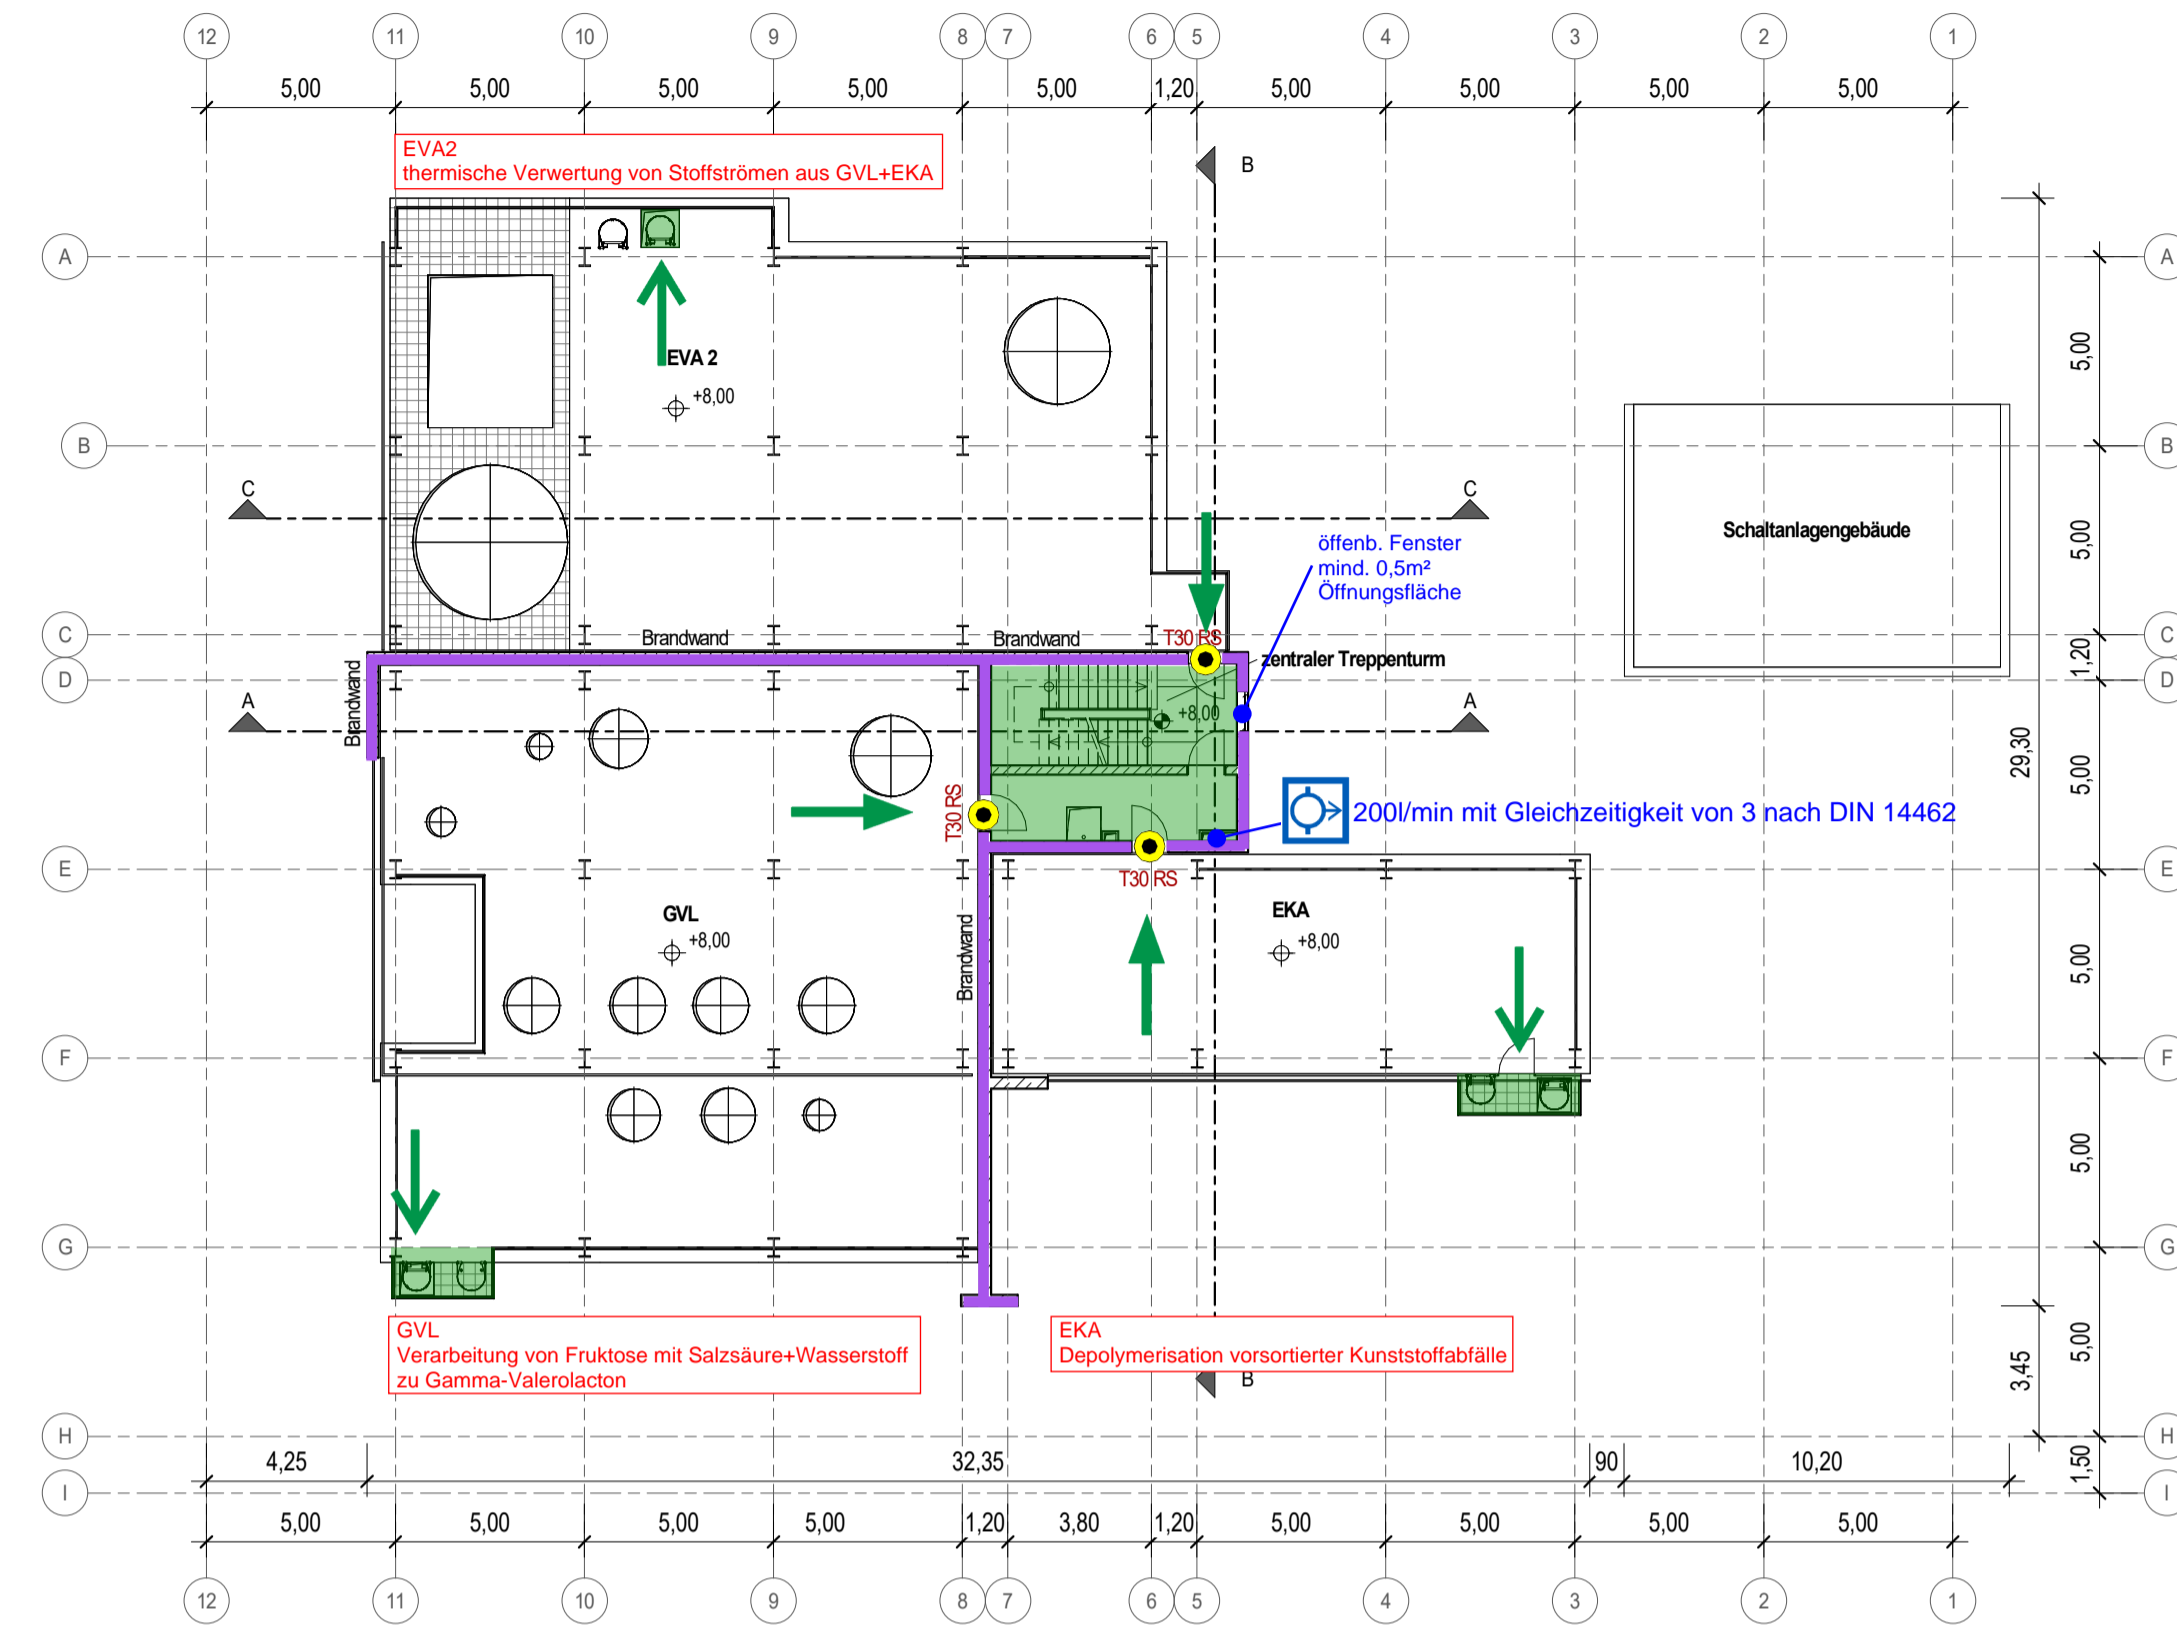 12 11 10 9 8 7 6 5 4 3 2 1
5,00 5,00 5,00 5,00 5,00 1,20 5,00 5,00 5,00 5,00
EVA2
thermische Verwertung von Stoffströmen aus GVL+EKA
B
A A
EVA 2
+8,00
5,00
B B
C C
öffenb. Fenster
mind. 0,5m²
Öffnungsfläche
Schaltanlagengebäude
5,00
C Brandwand Brandwand T30 RS C
zentraler Treppenturm
1,20
D D
Brandwand
A +8,00 A
29,30
5,00
T30 RS
200l/min mit Gleichzeitigkeit von 3 nach DIN 14462
E E
T30 RS
GVL
+8,00
Brandwand
EKA
+8,00
5,00
F F
5,00
G G
GVL
Verarbeitung von Fruktose mit Salzsäure+Wasserstoff
zu Gamma-Valerolacton
EKA
Depolymerisation vorsortierter Kunststoffabfälle
B
3,45
5,00
H H
4,25 32,35 90 10,20
1,50
I I
5,00 5,00 5,00 5,00 1,20 3,80 1,20 5,00 5,00 5,00 5,00
12 11 10 9 8 7 6 5 4 3 2 1